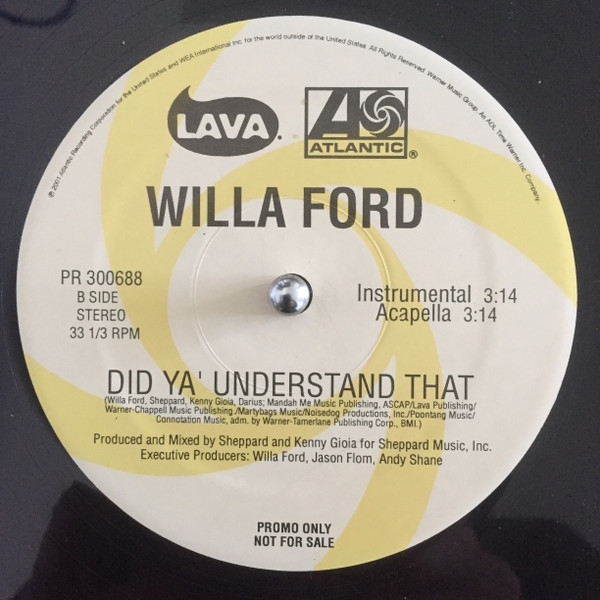 ℗ 2001 Atlantic Recording Corporation for the United States and WEA International Inc. for the world outside of the United States. All Rights Reserved. Warner Music Group. An AOL Time Warner Inc. Company.
LAVA.
A
ATLANTIC ®
WILLA FORD
PR 300688
B SIDE
STEREO
33 1/3 RPM
Instrumental 3:14
Acapella 3:14
DID YA' UNDERSTAND THAT
(Willa Ford, Sheppard, Kenny Gioia, Darius; Mandah Me Music Publishing, ASCAP/Lava Publishing/
Warner-Chappell Music Publishing./Martybags Music/Noisedog Productions, Inc./Poontang Music/
Connotation Music, adm. by Warner-Tamerlane Publishing Corp., BMI.)
Produced and Mixed by Sheppard and Kenny Gioia for Sheppard Music, Inc.
Executive Producers: Willa Ford, Jason Flom, Andy Shane
PROMO ONLY
NOT FOR SALE